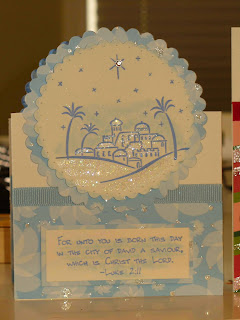 For unto you is born this day
in the city of David a Saviour,
which is Christ the Lord.
-Luke 2:11